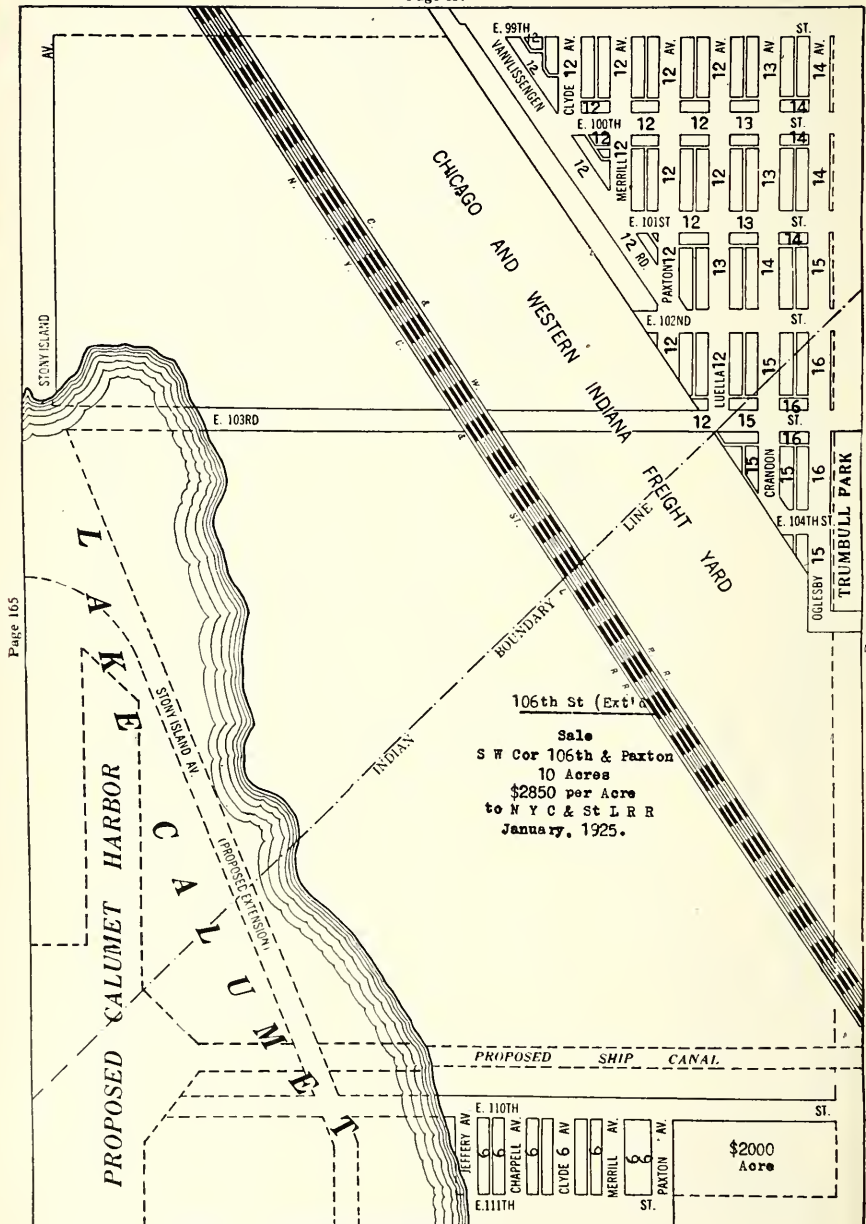 Page 165
E. 99TH ST.
VANVLISSENGEN
CLYDE AV.
AV.
AV.
AV.
AV
AV.
12 12 12 12 12 12 13 14
12 14
E. 100TH ST.
12 12 12 13 14
12
MERRILL
12 12 12 13 14
E. 101ST ST.
12 13 14
12 RD.
PAXTON
12 13 14 15
E. 102ND ST.
12
LUELLA
12 15 16
16
E. 103RD ST.
12 15 16
CRANDON
15 15 16
E. 104TH ST.
OGLESBY
15
TRUMBULL PARK
AV.
STONY ISLAND
CHICAGO AND WESTERN INDIANA FREIGHT YARD
C. & W. I. R R
N. Y. C. & ST. L R R
INDIAN BOUNDARY LINE
106th St (Ext'd
Sale
S W Cor 106th & Paxton
10 Acres
$2850 per Acre
to N Y C & St L R R
January, 1925.
LAKE CALUMET
STONY ISLAND AV.
(PROPOSED EXTENSION)
PROPOSED CALUMET HARBOR
PROPOSED SHIP CANAL
E. 110TH ST.
JEFFERY AV
6 6
CHAPPELL AV
6
CLYDE AV
6 6
MERRILL AV.
6 6
PAXTON AV.
$2000
Acre
E.111TH ST.